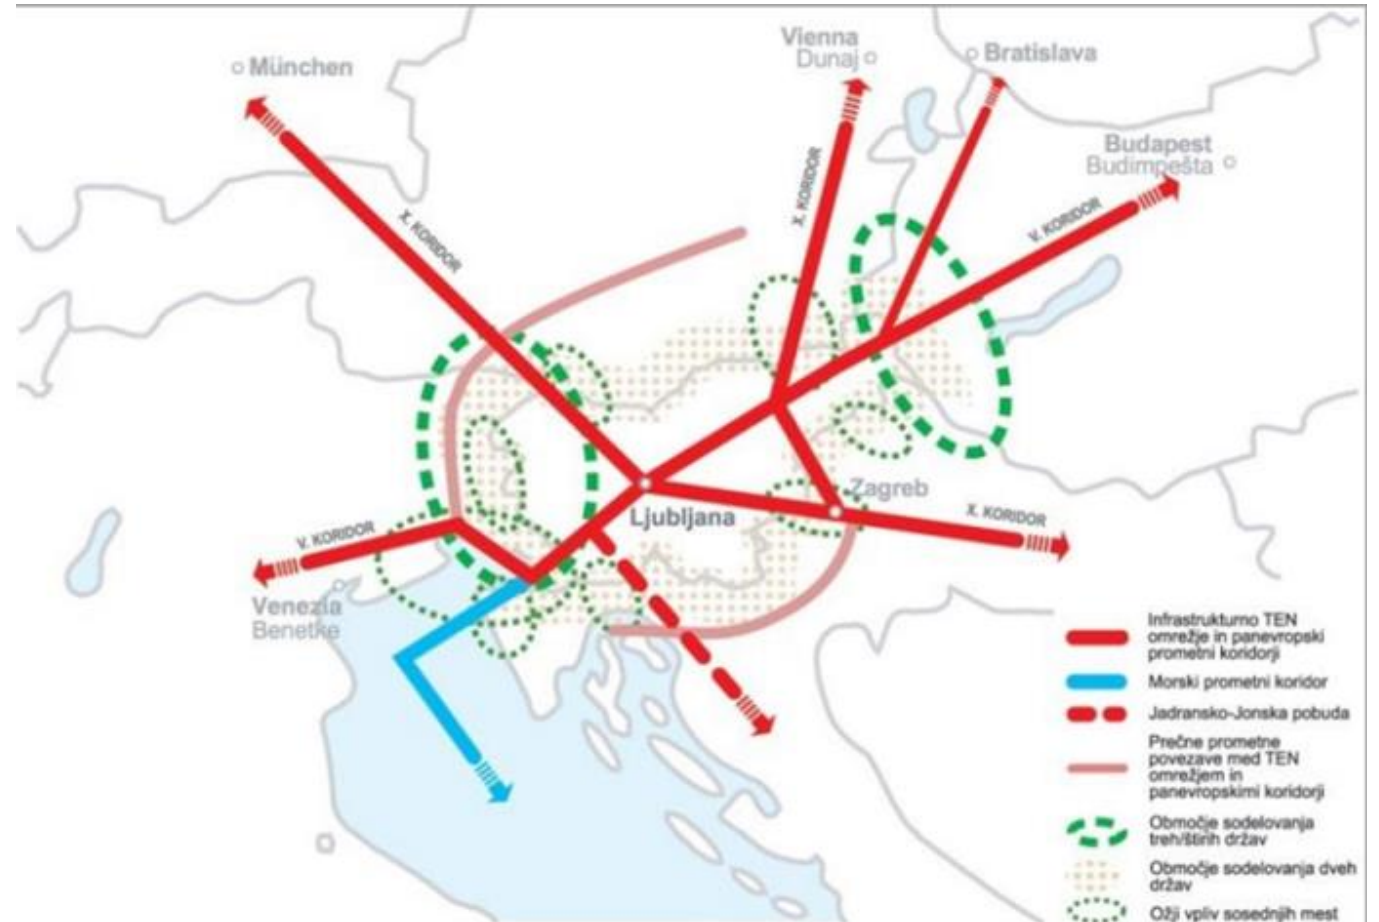 München
Vienna
Dunaj
Bratislava
Budapest
Budimpešta
X. KORIDOR
X. KORIDOR
V. KORIDOR
Zagreb
Ljubljana
X. KORIDOR
V. KORIDOR
Venezia
Benetke
Infrastrukturno TEN
omrežje in panevropski
prometni koridorji
Morski prometni koridor
Jadransko-Jonska pobuda
Prečne prometne
povezave med TEN
omrežjem in
panevropskimi koridorji
Območje sodelovanja
treh/štirih držav
Območje sodelovanja dveh
držav
Ožji vpliv sosednjih mest